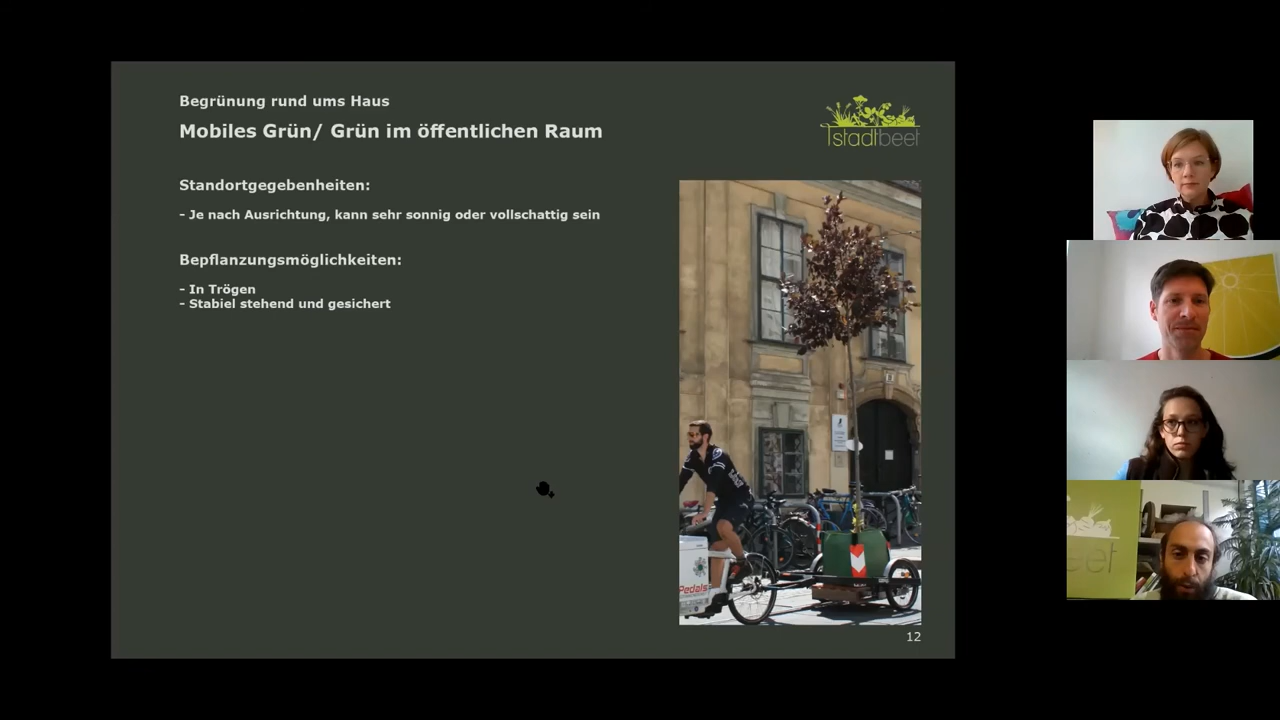 Begrünung rund ums Haus
Mobiles Grün/ Grün im öffentlichen Raum
stadtbeet
Standortgegebenheiten:
- Je nach Ausrichtung, kann sehr sonnig oder vollschattig sein
Bepflanzungsmöglichkeiten:
- In Trögen
- Stabiel stehend und gesichert
Pedals
12
eet